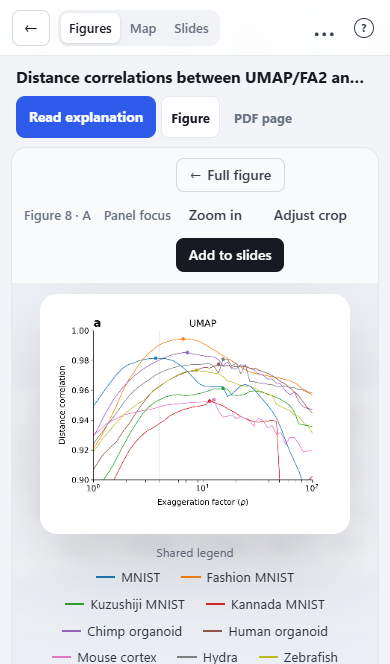 ← Figures Map Slides ... ?
Distance correlations between UMAP/FA2 an...
Read explanation Figure PDF page
← Full figure
Figure 8 · A Panel focus Zoom in Adjust crop
Add to slides
a UMAP
1.00
0.98
0.96
0.94
0.92
0.90
Distance correlation
10⁰ 10¹ 10²
Exaggeration factor (ρ)
Shared legend
MNIST Fashion MNIST
Kuzushiji MNIST Kannada MNIST
Chimp organoid Human organoid
Mouse cortex Hydra Zebrafish